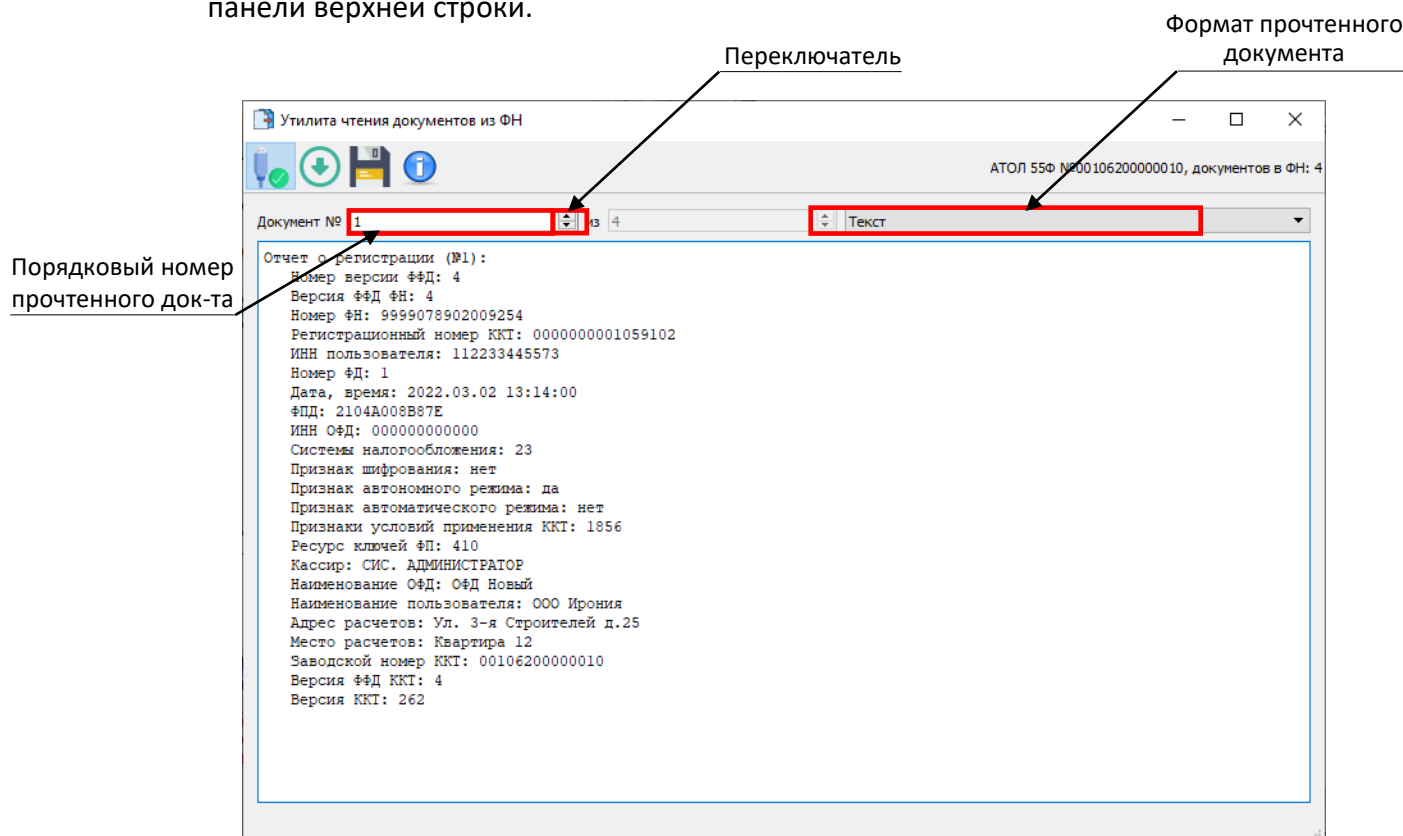 панели верхней строки.
Формат прочтенного
документа
Переключатель
Утилита чтения документов из ФН
АТОЛ 55Ф №00106200000010, документов в ФН: 4
Документ № 1 из 4 Текст
Порядковый номер
прочтенного док-та
Отчет о регистрации (№1):
Номер версии ФФД: 4
Версия ФФД ФН: 4
Номер ФН: 9999078902009254
Регистрационный номер ККТ: 0000000001059102
ИНН пользователя: 112233445573
Номер ФД: 1
Дата, время: 2022.03.02 13:14:00
ФПД: 2104A008B87E
ИНН ОФД: 000000000000
Системы налогообложения: 23
Признак шифрования: нет
Признак автономного режима: да
Признак автоматического режима: нет
Признаки условий применения ККТ: 1856
Ресурс ключей ФП: 410
Кассир: СИС. АДМИНИСТРАТОР
Наименование ОФД: ОФД Новый
Наименование пользователя: ООО Ирония
Адрес расчетов: Ул. 3-я Строителей д.25
Место расчетов: Квартира 12
Заводской номер ККТ: 00106200000010
Версия ФФД ККТ: 4
Версия ККТ: 262